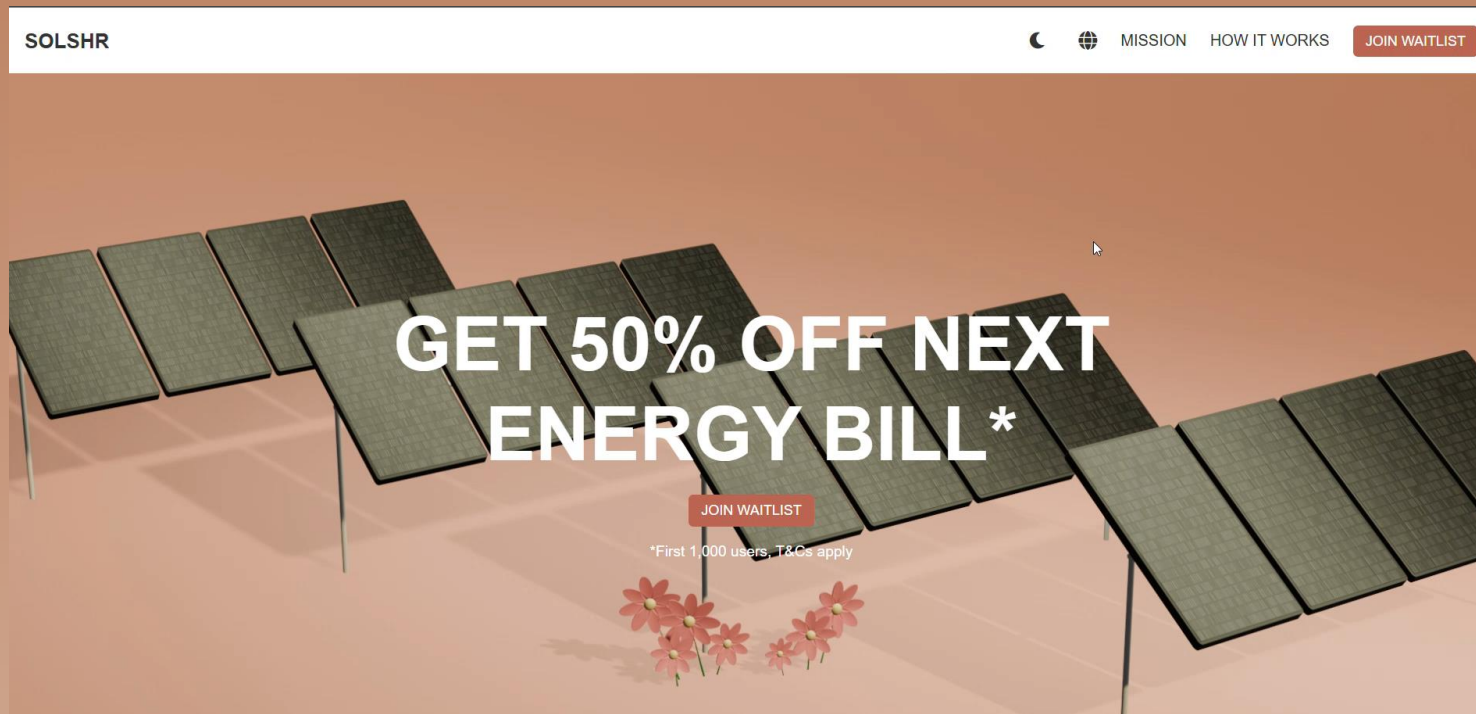 SOLSHR
MISSION
HOW IT WORKS
JOIN WAITLIST
GET 50% OFF NEXT
ENERGY BILL*
JOIN WAITLIST
*First 1,000 users, T&Cs apply